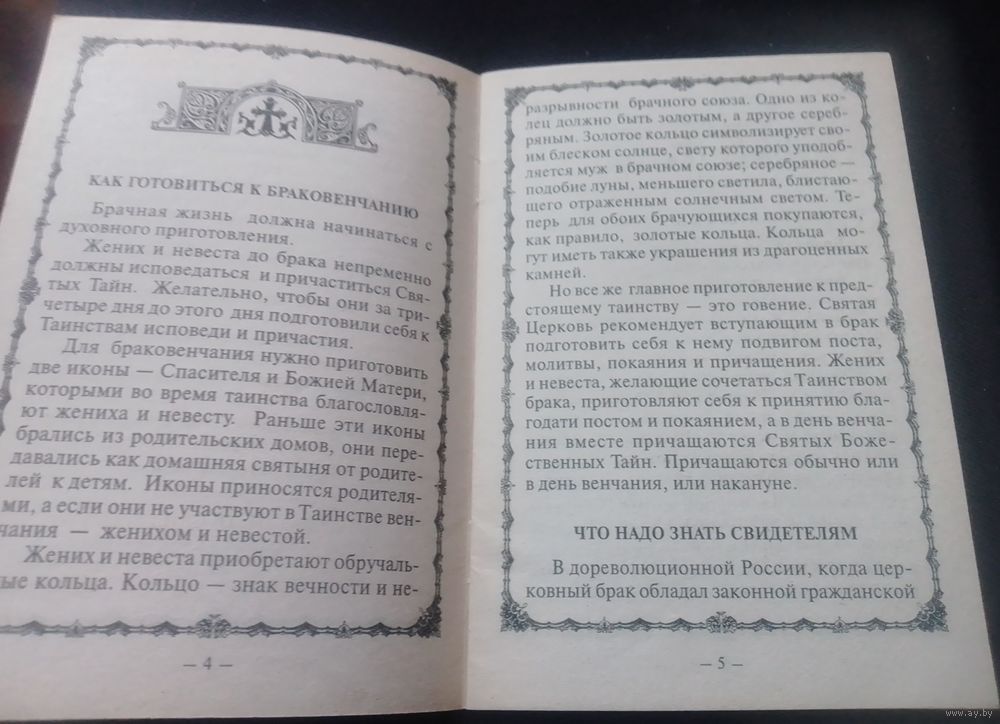 КАК ГОТОВИТЬСЯ К БРАКОВЕНЧАНИЮ
Брачная жизнь должна начинаться с
духовного приготовления.
Жених и невеста до брака непременно
должны исповедаться и причаститься Свя-
тых Тайн. Желательно, чтобы они за три-
четыре дня до этого дня подготовили себя к
Таинствам исповеди и причастия.
Для браковенчания нужно приготовить
две иконы — Спасителя и Божией Матери,
которыми во время таинства благословля-
ют жениха и невесту. Раньше эти иконы
брались из родительских домов, они пере-
давались как домашняя святыня от родите-
лей к детям. Иконы приносятся родителя-
ми, а если они не участвуют в Таинстве вен-
чания — женихом и невестой.
Жених и невеста приобретают обручаль-
ные кольца. Кольцо — знак вечности и не-
— 4 —
разрывности брачного союза. Одно из ко-
лец должно быть золотым, а другое сереб-
ряным. Золотое кольцо символизирует сво-
им блеском солнце, свету которого уподоб-
ляется муж в брачном союзе; серебряное —
подобие луны, меньшего светила, блистаю-
щего отраженным солнечным светом. Те-
перь для обоих брачующихся покупаются,
как правило, золотые кольца. Кольца мо-
гут иметь также украшения из драгоценных
камней.
Но все же главное приготовление к пред-
стоящему таинству — это говение. Святая
Церковь рекомендует вступающим в брак
подготовить себя к нему подвигом поста,
молитвы, покаяния и причащения. Жених
и невеста, желающие сочетаться Таинством
брака, приготовляют себя к принятию бла-
годати постом и покаянием, а в день венча-
ния вместе причащаются Святых Боже-
ственных Тайн. Причащаются обычно или
в день венчания, или накануне.
ЧТО НАДО ЗНАТЬ СВИДЕТЕЛЯМ
В дореволюционной России, когда цер-
ковный брак обладал законной гражданской
— 5 —
www.ay.by